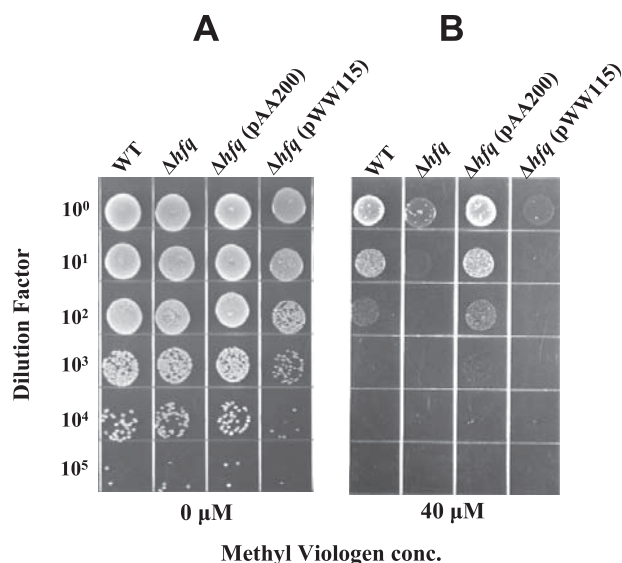 A
B
WT
Δhfq
Δhfq (pAA200)
Δhfq (pWW115)
WT
Δhfq
Δhfq (pAA200)
Δhfq (pWW115)
Dilution Factor
10⁰
10¹
10²
10³
10⁴
10⁵
0 μM
40 μM
Methyl Viologen conc.